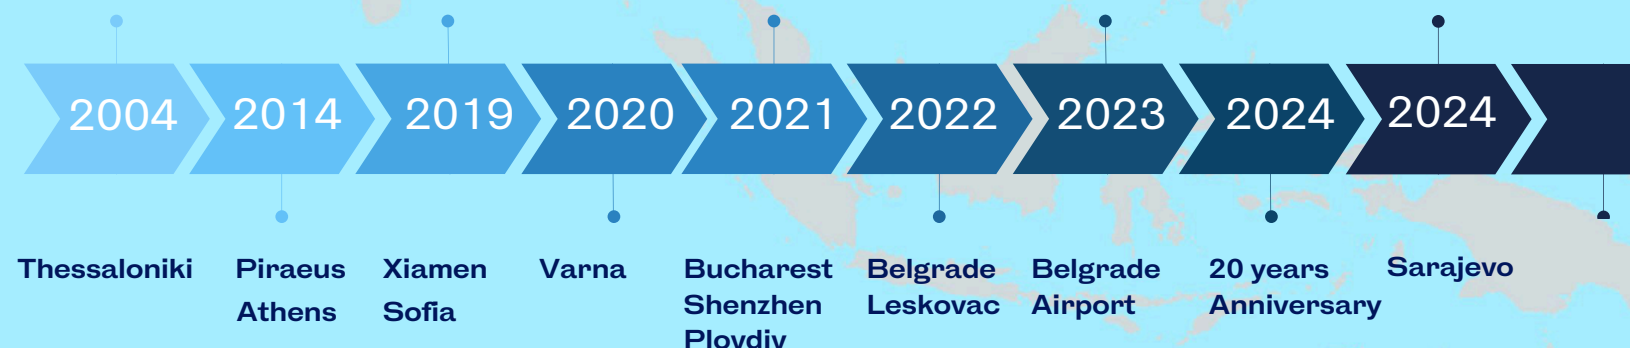 2004 2014 2019 2020 2021 2022 2023 2024 2024
Thessaloniki
Piraeus
Athens
Xiamen
Sofia
Varna
Bucharest
Shenzhen
Plovdiv
Belgrade
Leskovac
Belgrade
Airport
20 years
Anniversary
Sarajevo